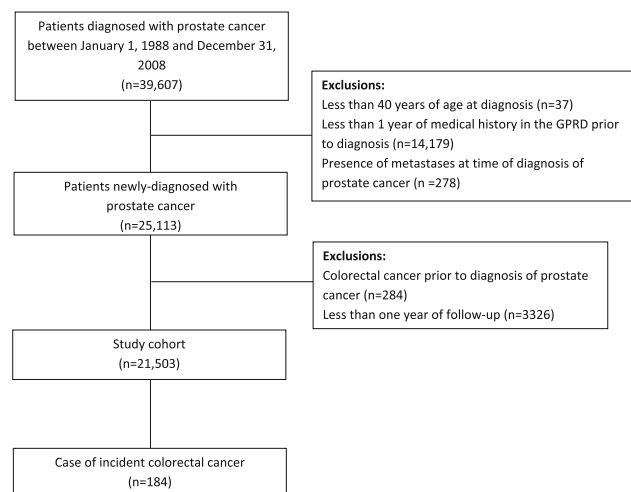 Patients diagnosed with prostate cancer
between January 1, 1988 and December 31,
2008
(n=39,607)
Exclusions:
Less than 40 years of age at diagnosis (n=37)
Less than 1 year of medical history in the GPRD prior
to diagnosis (n=14,179)
Presence of metastases at time of diagnosis of
prostate cancer (n =278)
Patients newly-diagnosed with
prostate cancer
(n=25,113)
Exclusions:
Colorectal cancer prior to diagnosis of prostate
cancer (n=284)
Less than one year of follow-up (n=3326)
Study cohort
(n=21,503)
Case of incident colorectal cancer
(n=184)